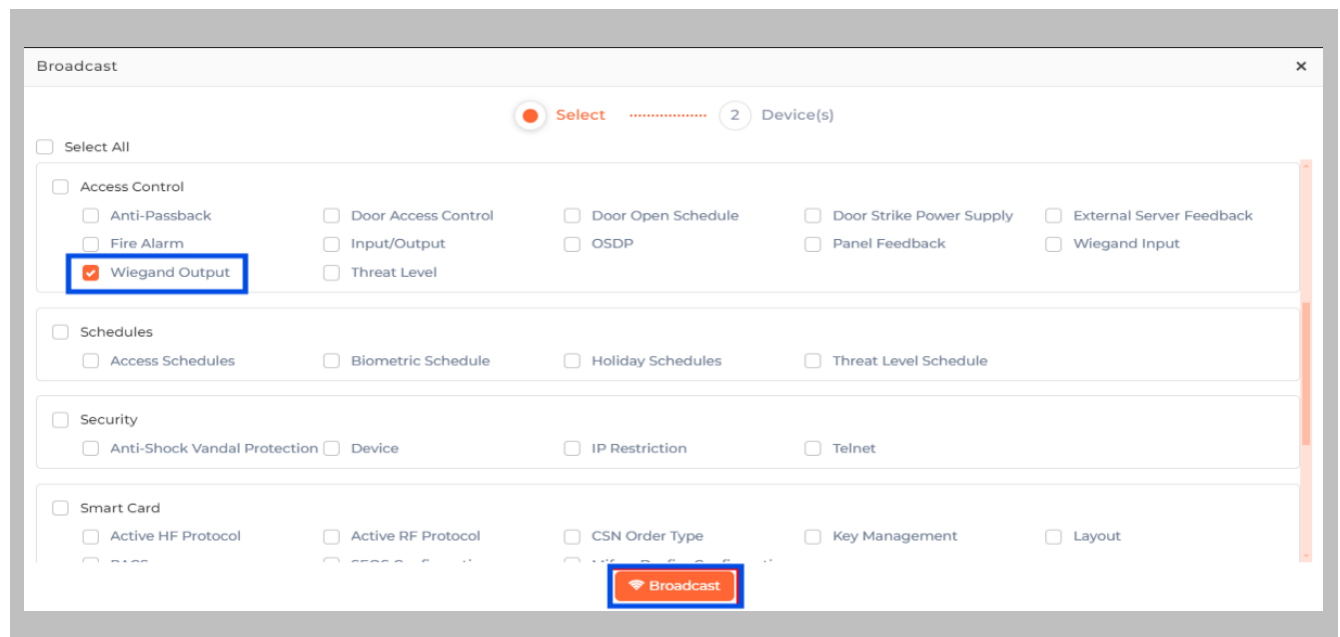 Broadcast ×
Select 2 Device(s)
Select All
Access Control
Anti-Passback Door Access Control Door Open Schedule Door Strike Power Supply External Server Feedback
Fire Alarm Input/Output OSDP Panel Feedback Wiegand Input
Wiegand Output Threat Level
Schedules
Access Schedules Biometric Schedule Holiday Schedules Threat Level Schedule
Security
Anti-Shock Vandal Protection Device IP Restriction Telnet
Smart Card
Active HF Protocol Active RF Protocol CSN Order Type Key Management Layout
Broadcast